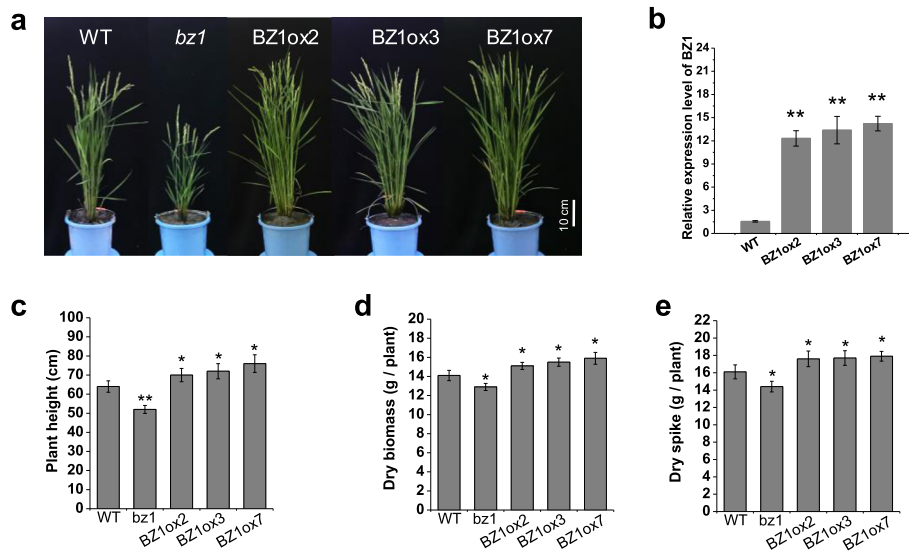 a
WT
bz1
BZ1ox2
BZ1ox3
BZ1ox7
10 cm
b
Relative expression level of BZ1
24
21
18
15
12
9
6
3
0
**
**
**
WT
BZ1ox2
BZ1ox3
BZ1ox7
c
Plant height (cm)
100
90
80
70
60
50
40
30
20
10
0
**
*
*
*
WT
bz1
BZ1ox2
BZ1ox3
BZ1ox7
d
Dry biomass (g / plant)
20
18
16
14
12
10
8
6
4
2
0
*
*
*
*
WT
bz1
BZ1ox2
BZ1ox3
BZ1ox7
e
Dry spike (g / plant)
22
20
18
16
14
12
10
8
6
4
2
0
*
*
*
*
WT
bz1
BZ1ox2
BZ1ox3
BZ1ox7